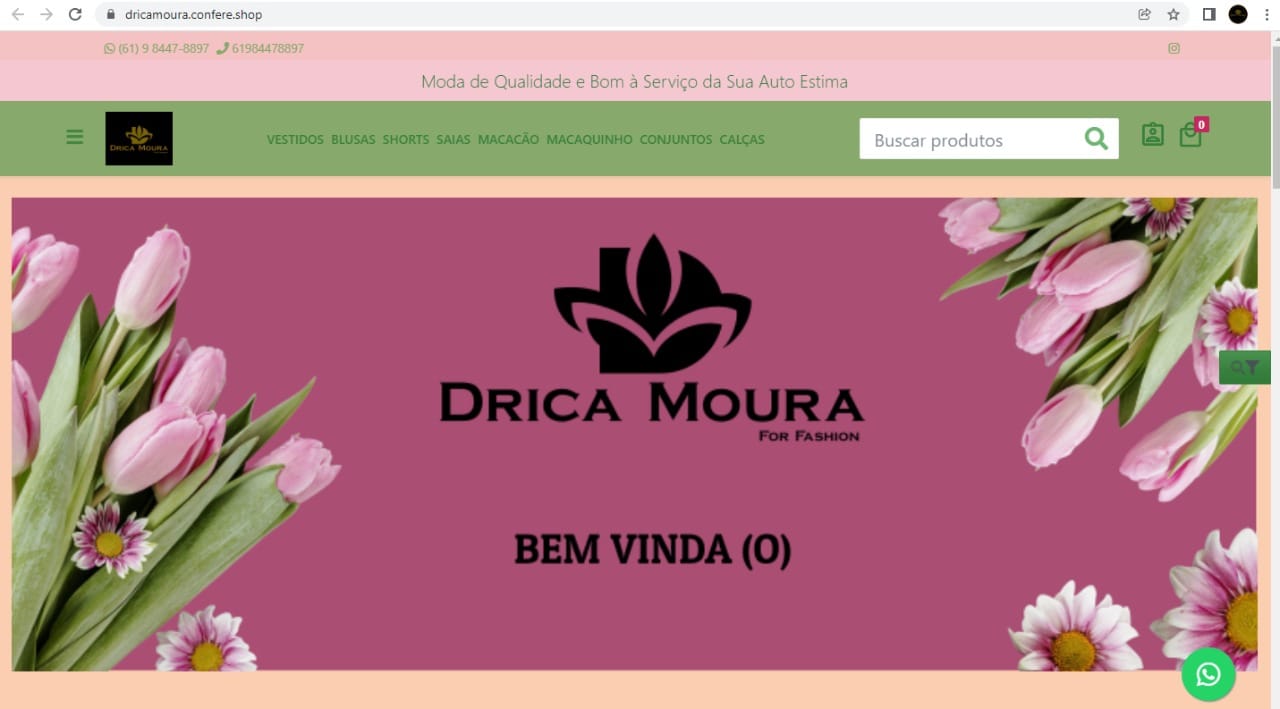 dricamoura.confere.shop
(61) 9 8447-8897 61984478897
Moda de Qualidade e Bom à Serviço da Sua Auto Estima
DRICA MOURA
VESTIDOS BLUSAS SHORTS SAIAS MACACÃO MACAQUINHO CONJUNTOS CALÇAS
Buscar produtos
0
DRICA MOURA
FOR FASHION
BEM VINDA (O)